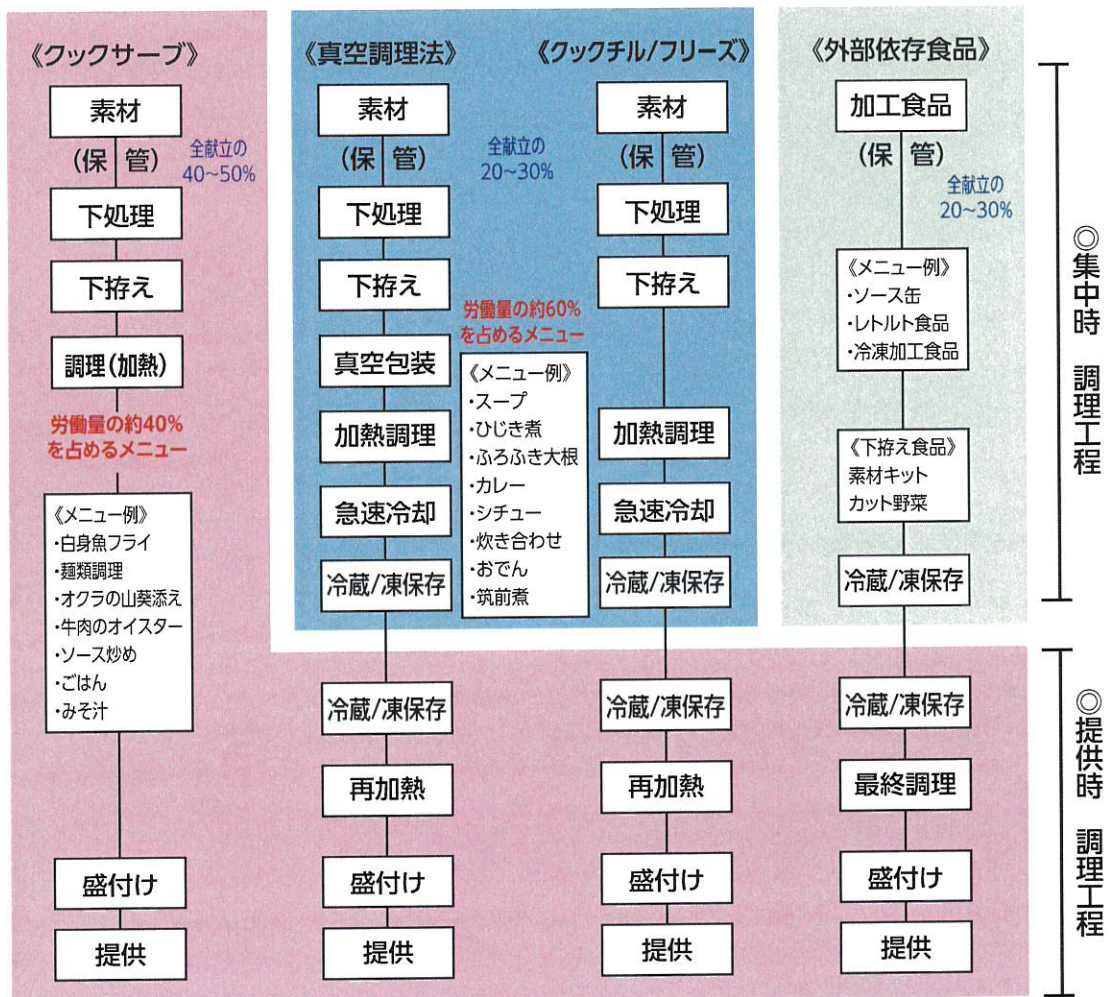 《クックサーブ》
素材
(保 管)
全献立の
40~50%
下処理
下拵え
調理(加熱)
労働量の約40%
を占めるメニュー
《メニュー例》
・白身魚フライ
・麺類調理
・オクラの山葵添え
・牛肉のオイスター
・ソース炒め
・ごはん
・みそ汁
盛付け
提供
《真空調理法》
素材
(保 管)
下処理
下拵え
真空包装
加熱調理
急速冷却
冷蔵/凍保存
冷蔵/凍保存
再加熱
盛付け
提供
全献立の
20~30%
労働量の約60%
を占めるメニュー
《メニュー例》
・スープ
・ひじき煮
・ふろふき大根
・カレー
・シチュー
・炊き合わせ
・おでん
・筑前煮
《クックチル/フリーズ》
素材
(保 管)
下処理
下拵え
加熱調理
急速冷却
冷蔵/凍保存
冷蔵/凍保存
再加熱
盛付け
提供
《外部依存食品》
加工食品
(保 管)
全献立の
20~30%
《メニュー例》
・ソース缶
・レトルト食品
・冷凍加工食品
《下拵え食品》
素材キット
カット野菜
冷蔵/凍保存
冷蔵/凍保存
最終調理
盛付け
提供
◎集中時 調理工程
◎提供時 調理工程